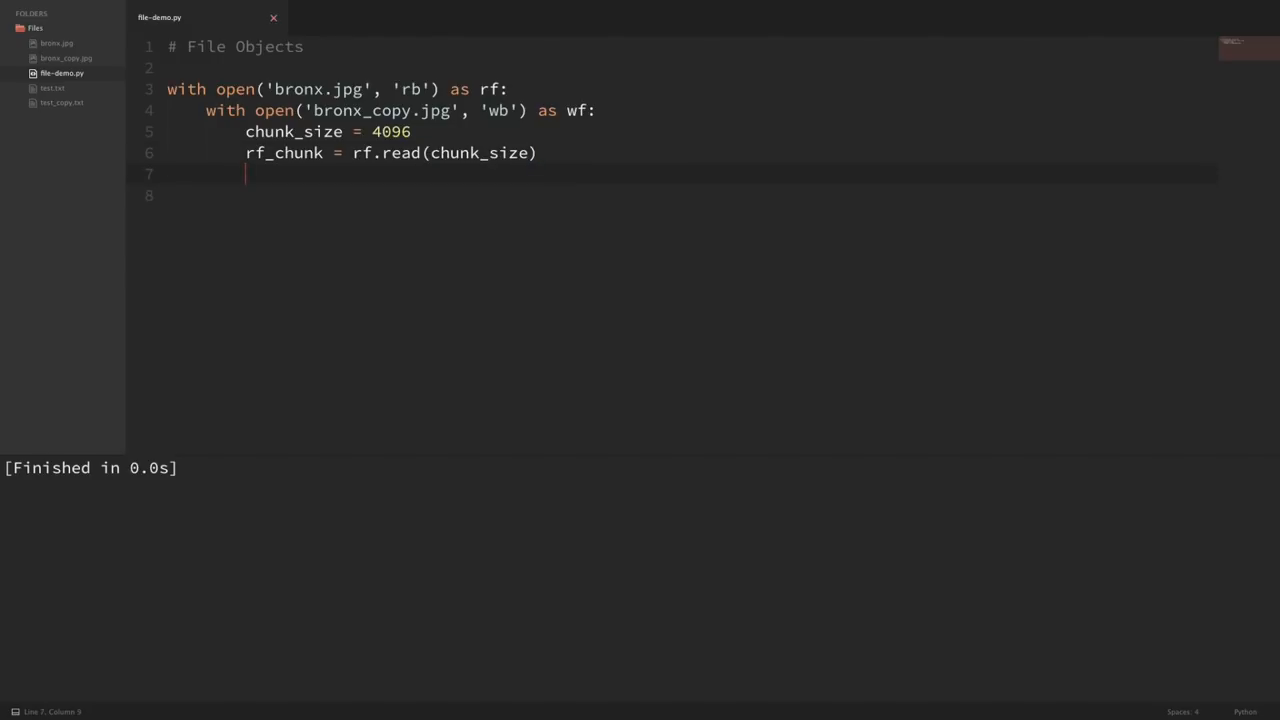 FOLDERS
Files
bronx.jpg
bronx_copy.jpg
file-demo.py
test.txt
test_copy.txt
file-demo.py ×
1 # File Objects
2
3 with open('bronx.jpg', 'rb') as rf:
4     with open('bronx_copy.jpg', 'wb') as wf:
5         chunk_size = 4096
6         rf_chunk = rf.read(chunk_size)
7
8
[Finished in 0.0s]
Line 7, Column 9
Spaces: 4
Python